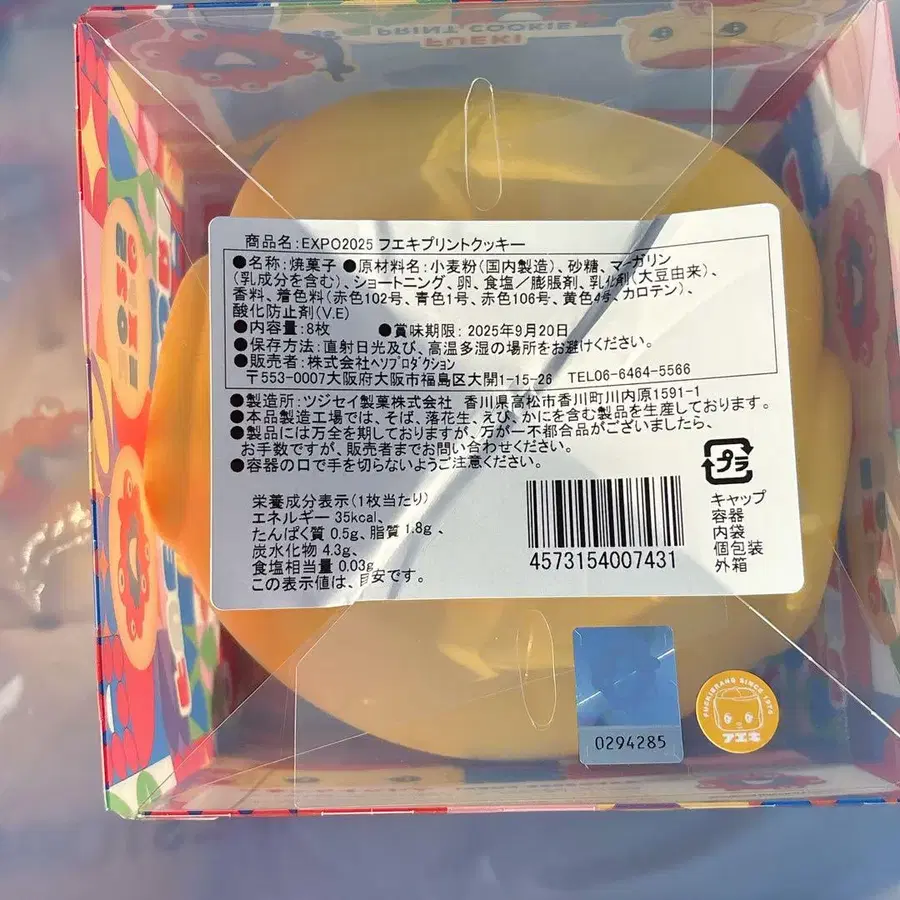 PRINT COOKIE
FUEKI
商品名:EXPO2025 フエキプリントクッキー
●名称:焼菓子 ●原材料名:小麦粉(国内製造)、砂糖、マーガリン
(乳成分を含む)、ショートニング、卵、食塩/膨脹剤、乳化剤(大豆由来)、
香料、着色料(赤色102号、青色1号、赤色106号、黄色4号、カロテン)、
酸化防止剤(V.E)
●内容量:8枚 ●賞味期限: 2025年9月20日
●保存方法:直射日光及び、高温多湿の場所をお避けください。
●販売者:株式会社ヘソプロダクション
〒553-0007大阪府大阪市福島区大開1-15-26 TEL06-6464-5566
●製造所:ツジセイ製菓株式会社 香川県高松市香川町川内原1591-1
●本品製造工場では、そば、落花生、えび、かにを含む製品を生産しております。
●製品には万全を期しておりますが、万が一不都合品がございましたら、
お手数ですが、販売者までお問い合わせください。
●容器の口で手を切らないようご注意ください。
プラ
キャップ
容器
内袋
個包装
外箱
栄養成分表示(1枚当たり)
エネルギー 35kcal、
たんぱく質 0.5g、脂質 1.8g 、
炭水化物 4.3g、
食塩相当量 0.03g
この表示値は、目安です。
4573154007431
0294285
FUEKIKANG SINCE 1975
フエキ